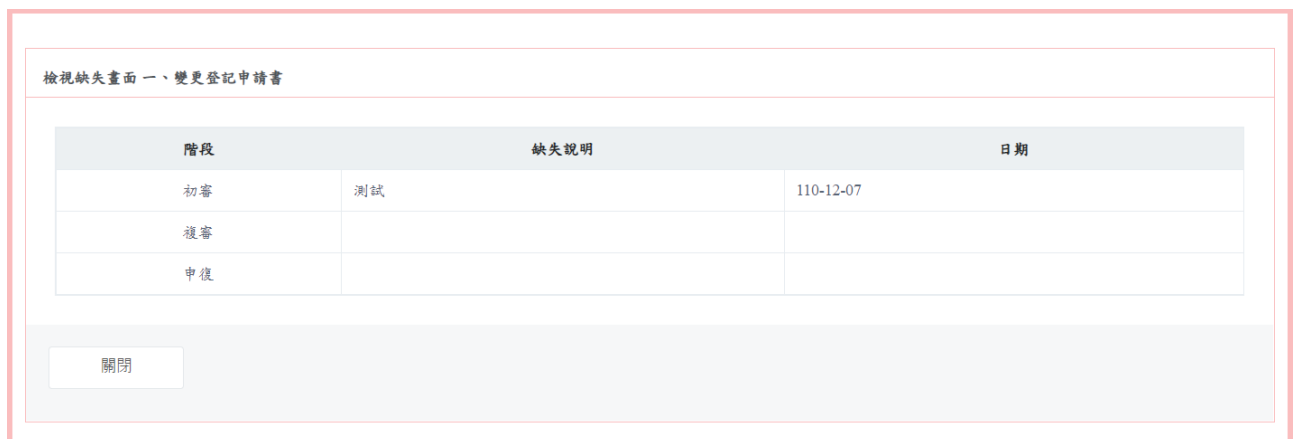 檢視缺失畫面 一、變更登記申請書
階段 缺失說明 日期
初審 測試 110-12-07
複審
申復
關閉